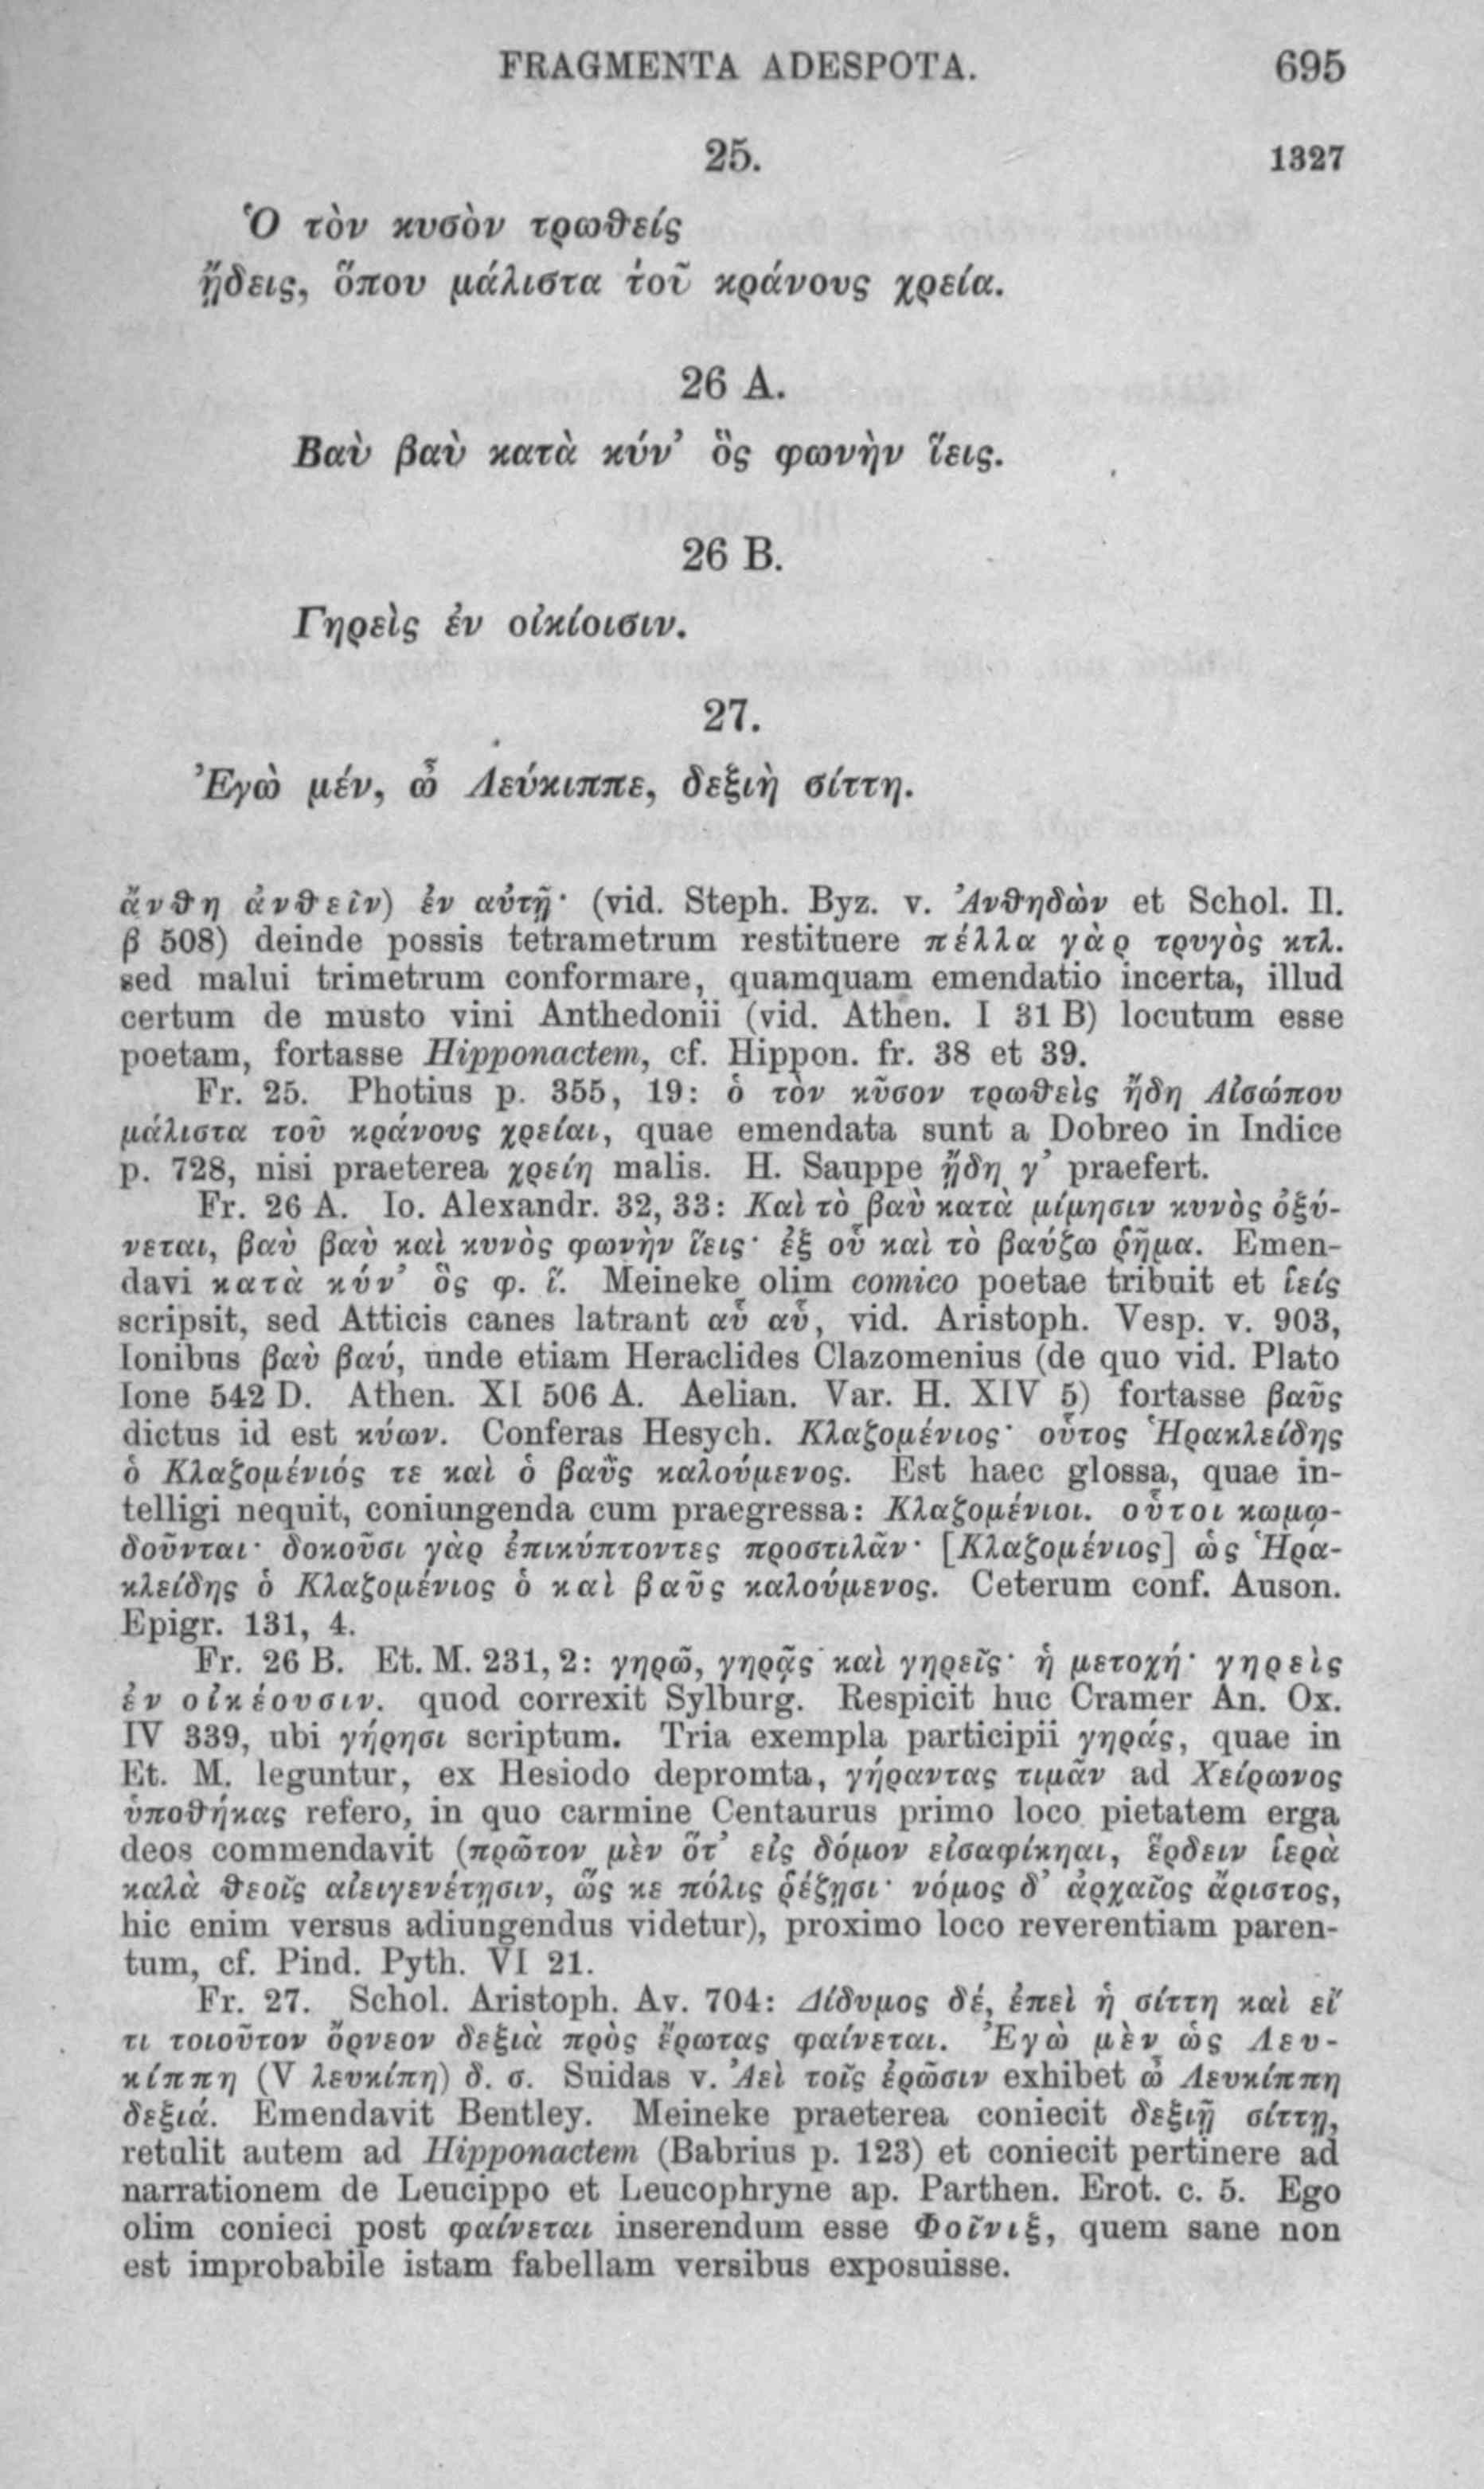 FRAGMENTA ADESPOTA. 695
25. 1327
Ὁ τὸν κυσὸν τρωθείς
ᾔδεις, ὅπου μάλιστα τοῦ κράνους χρεία.
26 A.
Βαὺ βαὺ κατὰ κύν’ ὃς φωνὴν ἵεις.
26 B.
Γηρεὶς ἐν οἰκίοισιν.
27.
Ἐγὼ μέν, ὦ Λεύκιππε, δεξιὴ σίττη.
ἄνθη ἀνθεῖν) ἐν αὐτῇ· (vid. Steph. Byz. v. Ἀνθηδὼν et Schol. Il.
β 508) deinde possis tetrametrum restituere πέλλα γὰρ τρυγὸς κτλ.
sed malui trimetrum conformare, quamquam emendatio incerta, illud
certum de musto vini Anthedonii (vid. Athen. I 31 B) locutum esse
poetam, fortasse Hipponactem, cf. Hippon. fr. 38 et 39.
Fr. 25. Photius p. 355, 19: ὁ τὸν κῦσον τρωθεὶς ἤδη Αἰσώπου
μάλιστα τοῦ κράνους χρείαι, quae emendata sunt a Dobreo in Indice
p. 728, nisi praeterea χρείη malis. H. Sauppe ᾔδη γ’ praefert.
Fr. 26 A. Io. Alexandr. 32, 33: Καὶ τὸ βαὺ κατὰ μίμησιν κυνὸς ὀξύ-
νεται, βαὺ βαὺ καὶ κυνὸς φωνὴν ἵεις· ἐξ οὗ καὶ τὸ βαύζω ῥῆμα. Emen-
davi κατὰ κύν’ ὃς φ. ἵ. Meineke olim comico poetae tribuit et ἱείς
scripsit, sed Atticis canes latrant αὖ αὖ, vid. Aristoph. Vesp. v. 903,
Ionibus βαὺ βαύ, unde etiam Heraclides Clazomenius (de quo vid. Plato
Ione 542 D. Athen. XI 506 A. Aelian. Var. H. XIV 5) fortasse βαῦς
dictus id est κύων. Conferas Hesych. Κλαζομένιος· οὗτος Ἡρακλείδης
ὁ Κλαζομένιός τε καὶ ὁ βαῢς καλούμενος. Est haec glossa, quae in-
telligi nequit, coniungenda cum praegressa: Κλαζομένιοι. οὗτοι κωμῳ-
δοῦνται· δοκοῦσι γὰρ ἐπικύπτοντες προστιλᾶν· [Κλαζομένιος] ὡς Ἡρα-
κλείδης ὁ Κλαζομένιος ὁ καὶ βαῦς καλούμενος. Ceterum conf. Auson.
Epigr. 131, 4.
Fr. 26 B. Et. M. 231, 2: γηρῶ, γηρᾷς καὶ γηρεῖς· ἡ μετοχή· γηρεὶς
ἐν οἰκέουσιν. quod correxit Sylburg. Respicit huc Cramer An. Ox.
IV 339, ubi γήρησι scriptum. Tria exempla participii γηράς, quae in
Et. M. leguntur, ex Hesiodo depromta, γήραντας τιμᾶν ad Χείρωνος
ὑποθήκας refero, in quo carmine Centaurus primo loco pietatem erga
deos commendavit (πρῶτον μὲν ὅτ’ εἰς δόμον εἰσαφίκηαι, ἔρδειν ἱερὰ
καλὰ θεοῖς αἰειγενέτῃσιν, ὥς κε πόλις ῥέζῃσι· νόμος δ’ ἀρχαῖος ἄριστος,
hic enim versus adiungendus videtur), proximo loco reverentiam paren-
tum, cf. Pind. Pyth. VI 21.
Fr. 27. Schol. Aristoph. Av. 704: Δίδυμος δέ, ἐπεὶ ἡ σίττη καὶ εἴ
τι τοιοῦτον ὄρνεον δεξιὰ πρὸς ἔρωτας φαίνεται. Ἐγὼ μὲν ὡς Λευ-
κίππη (V λευκίπη) δ. σ. Suidas v. Ἀεὶ τοῖς ἐρῶσιν exhibet ὦ Λευκίππη
δεξιά. Emendavit Bentley. Meineke praeterea coniecit δεξιῇ σίττῃ,
retulit autem ad Hipponactem (Babrius p. 123) et coniecit pertinere ad
narrationem de Leucippo et Leucophryne ap. Parthen. Erot. c. 5. Ego
olim conieci post φαίνεται inserendum esse Φοῖνιξ, quem sane non
est improbabile istam fabellam versibus exposuisse.